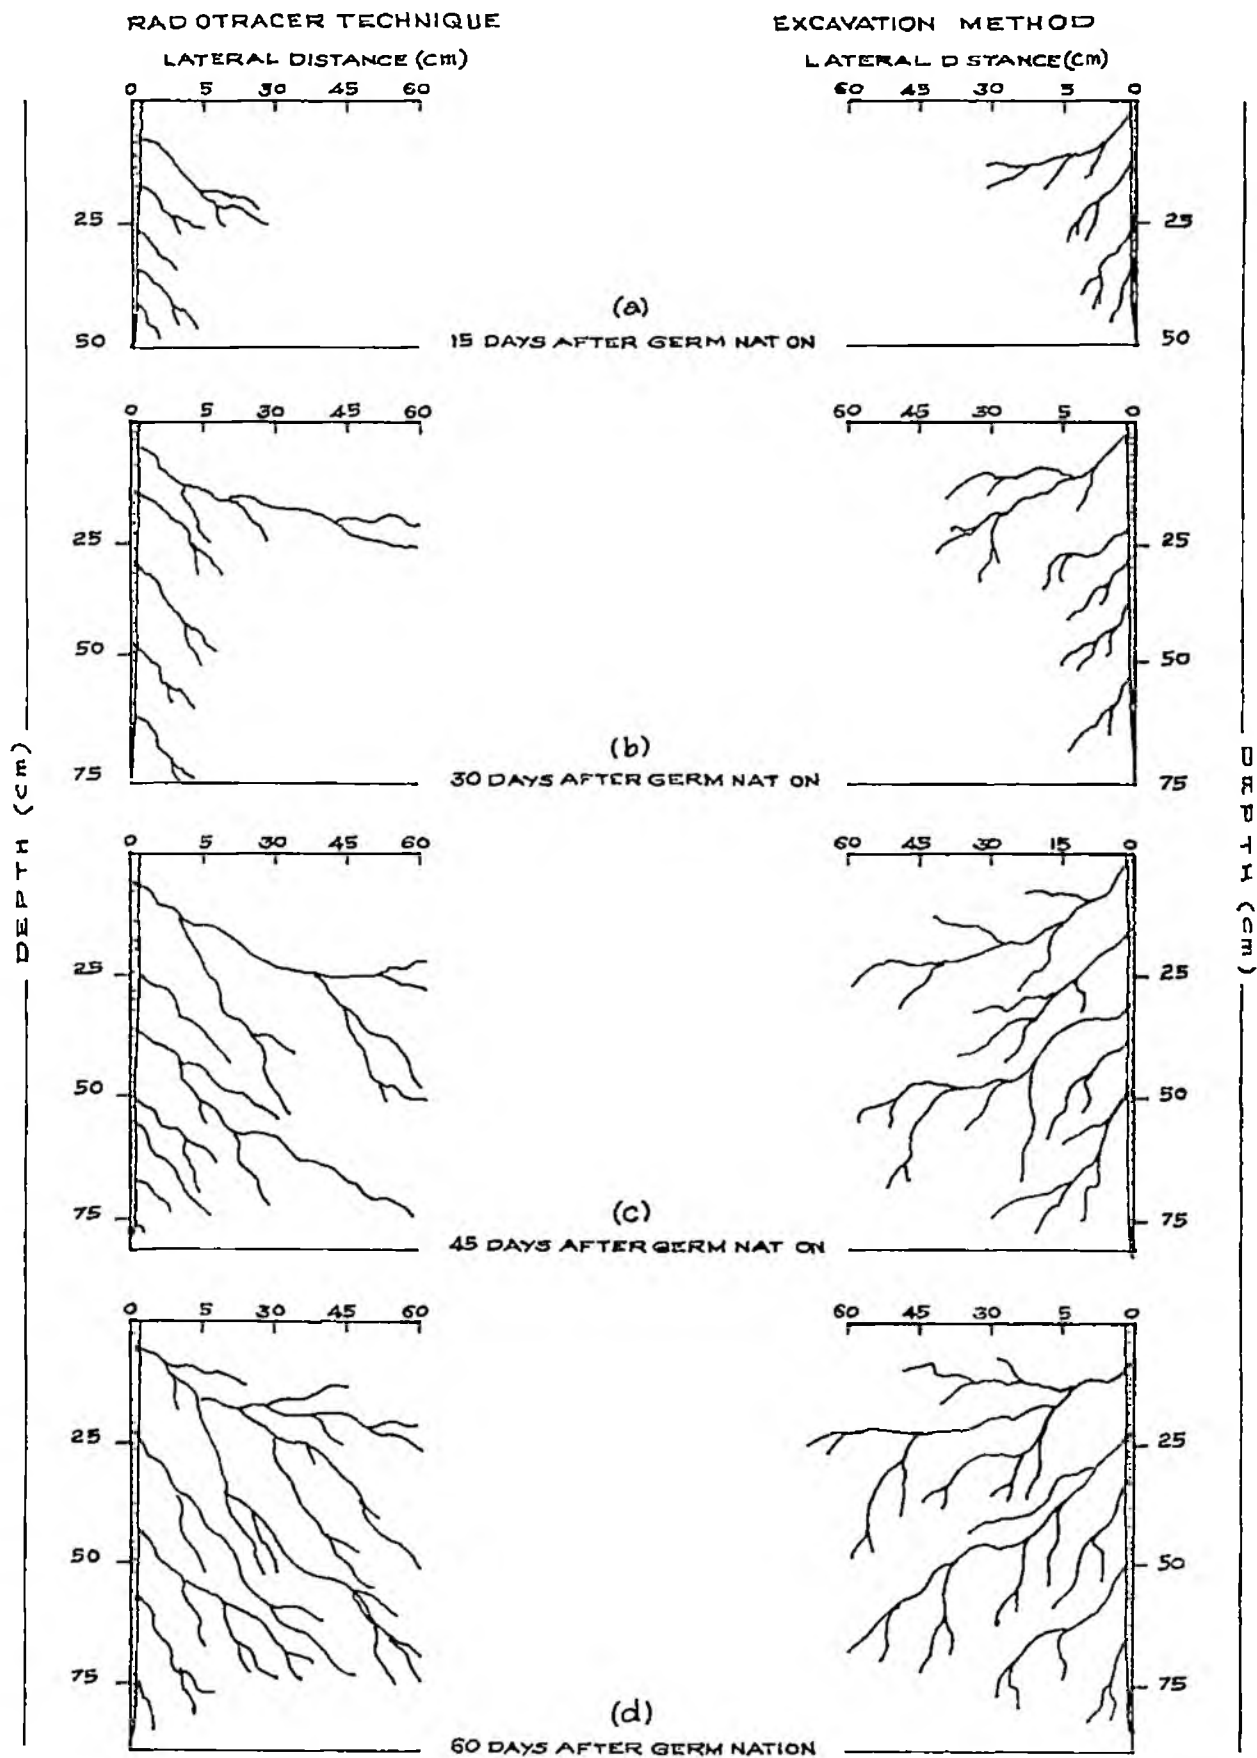 RAD OTRACER TECHNIQUE
LATERAL DISTANCE (cm)
EXCAVATION METHOD
LATERAL D STANCE (cm)
0 5 30 45 60
60 45 30 5 0
25
25
50
50
(a)
15 DAYS AFTER GERM NAT ON
0 5 30 45 60
60 45 30 15 0
25
25
50
50
75
75
(b)
30 DAYS AFTER GERM NAT ON
0 5 30 45 60
60 45 30 15 0
25
25
50
50
75
75
(c)
45 DAYS AFTER GERM NAT ON
0 5 30 45 60
60 45 30 5 0
25
25
50
50
75
75
(d)
60 DAYS AFTER GERM NATION
DEPTH (cm)
DEPTH (cm)